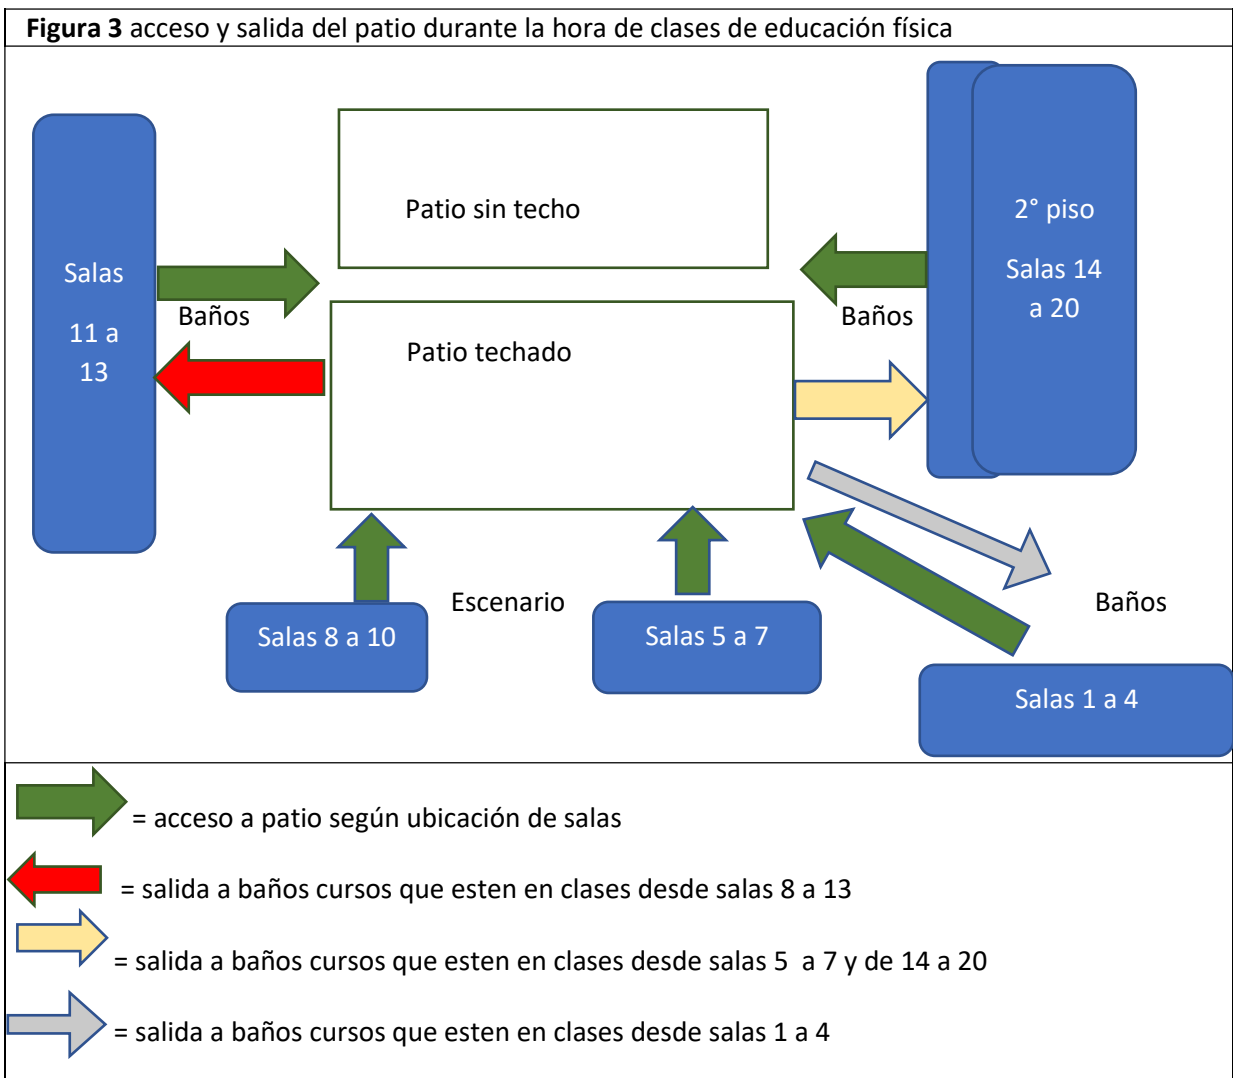 Figura 3 acceso y salida del patio durante la hora de clases de educación física
Patio sin techo
2° piso
Salas 14
a 20
Salas
11 a
13
Baños
Baños
Patio techado
Escenario
Baños
Salas 8 a 10
Salas 5 a 7
Salas 1 a 4
= acceso a patio según ubicación de salas
= salida a baños cursos que esten en clases desde salas 8 a 13
= salida a baños cursos que esten en clases desde salas 5 a 7 y de 14 a 20
= salida a baños cursos que esten en clases desde salas 1 a 4